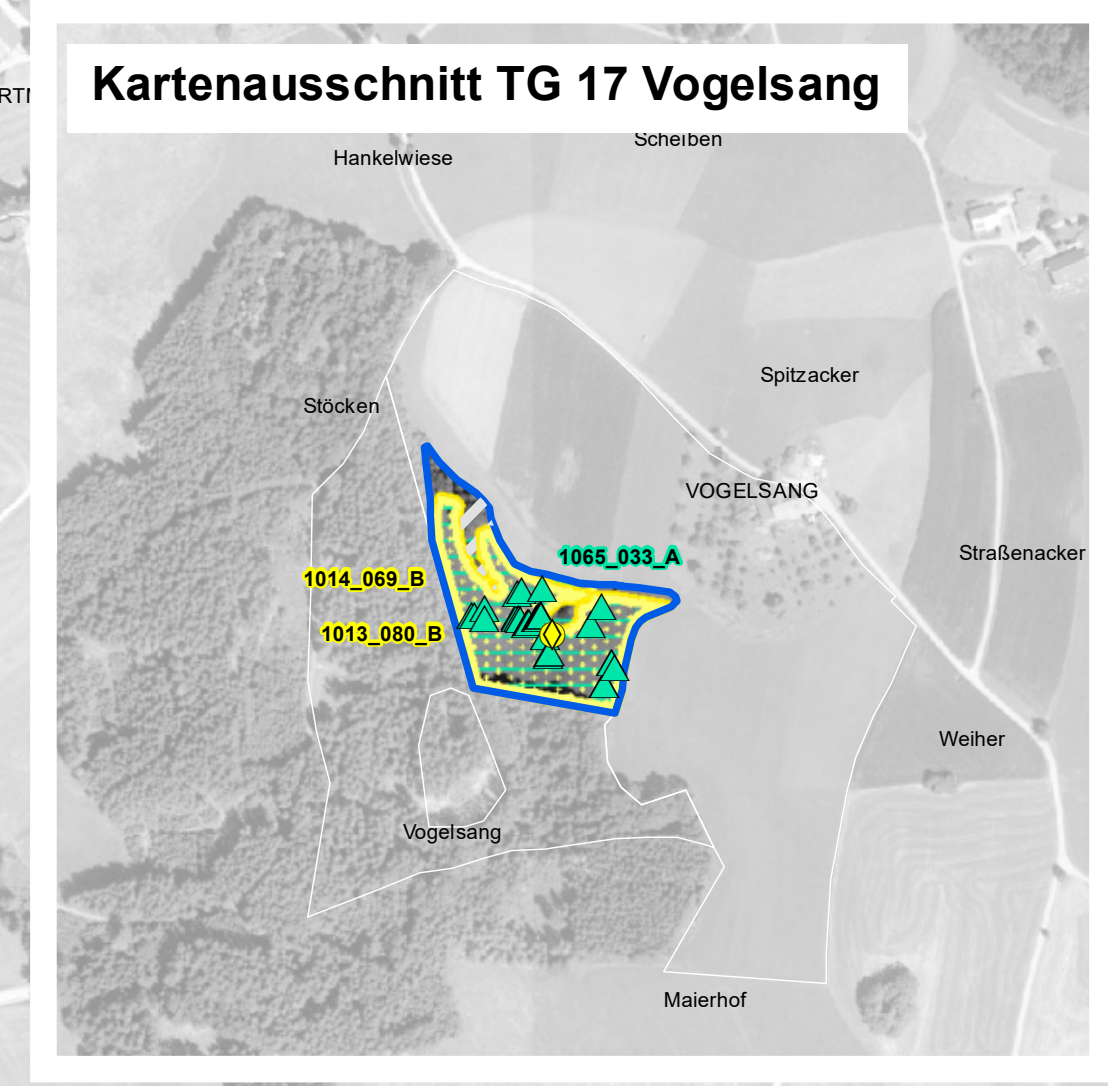 Kartenausschnitt TG 17 Vogelsang
Scheiben
Hankelwiese
Spitzacker
Stöcken
VOGELSANG
Straßenacker
1065_033_A
1014_069_B
1013_080_B
Weiher
Vogelsang
Maierhof